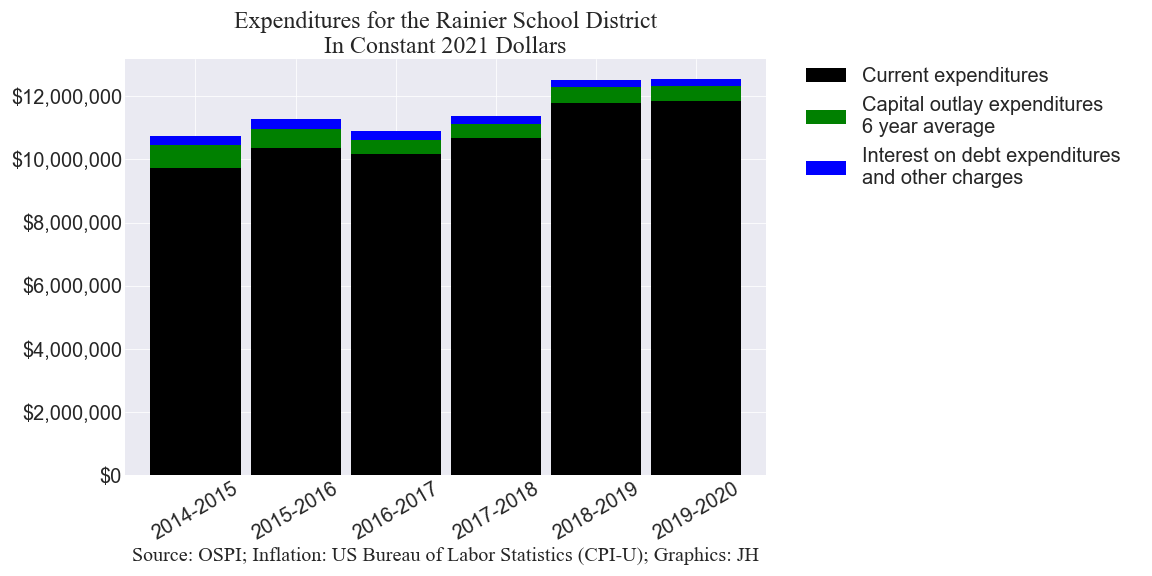 Expenditures for the Rainier School District
In Constant 2021 Dollars
$12,000,000
$10,000,000
$8,000,000
$6,000,000
$4,000,000
$2,000,000
$0
2014-2015
2015-2016
2016-2017
2017-2018
2018-2019
2019-2020
Source: OSPI; Inflation: US Bureau of Labor Statistics (CPI-U); Graphics: JH
Current expenditures
Capital outlay expenditures
6 year average
Interest on debt expenditures
and other charges